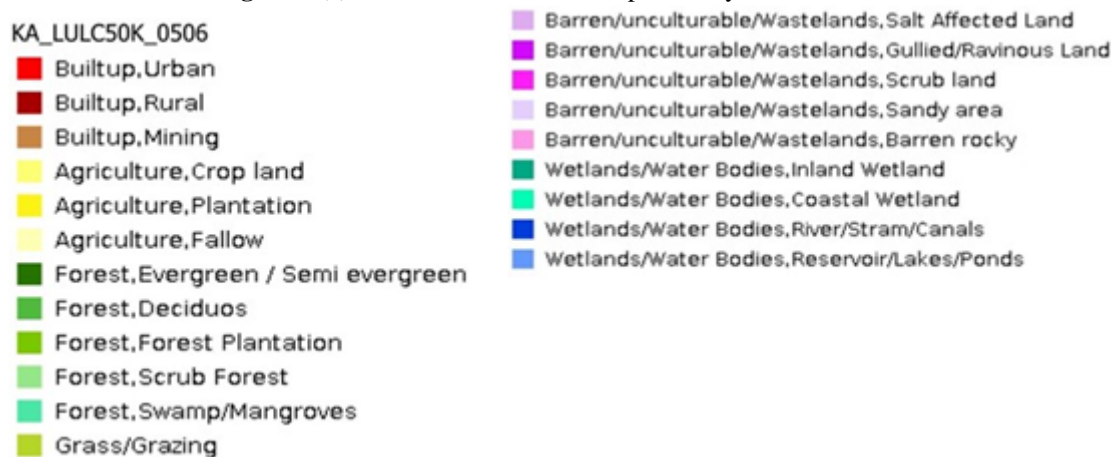 KA_LULC50K_0506
Builtup,Urban
Builtup,Rural
Builtup,Mining
Agriculture,Crop land
Agriculture,Plantation
Agriculture,Fallow
Forest,Evergreen / Semi evergreen
Forest,Deciduos
Forest,Forest Plantation
Forest,Scrub Forest
Forest,Swamp/Mangroves
Grass/Grazing
Barren/unculturable/Wastelands,Salt Affected Land
Barren/unculturable/Wastelands,Gullied/Ravinous Land
Barren/unculturable/Wastelands,Scrub land
Barren/unculturable/Wastelands,Sandy area
Barren/unculturable/Wastelands,Barren rocky
Wetlands/Water Bodies,Inland Wetland
Wetlands/Water Bodies,Coastal Wetland
Wetlands/Water Bodies,River/Stram/Canals
Wetlands/Water Bodies,Reservoir/Lakes/Ponds